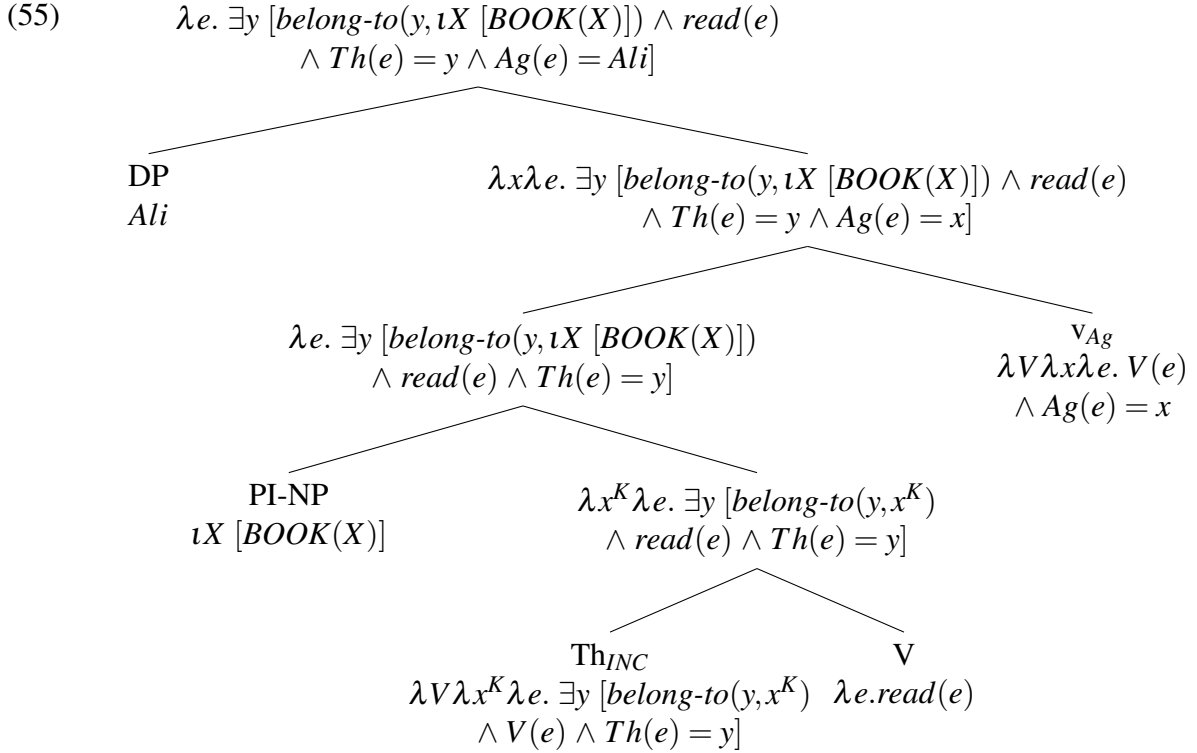 (55)
λe. ∃y [belong-to(y, ιX [BOOK(X)]) ∧ read(e)
∧ Th(e) = y ∧ Ag(e) = Ali]
DP
Ali
λxλe. ∃y [belong-to(y, ιX [BOOK(X)]) ∧ read(e)
∧ Th(e) = y ∧ Ag(e) = x]
λe. ∃y [belong-to(y, ιX [BOOK(X)])
∧ read(e) ∧ Th(e) = y]
v_Ag
λVλxλe. V(e)
∧ Ag(e) = x
PI-NP
ιX [BOOK(X)]
λx^K λe. ∃y [belong-to(y, x^K)
∧ read(e) ∧ Th(e) = y]
Th_INC
λVλx^K λe. ∃y [belong-to(y, x^K)
∧ V(e) ∧ Th(e) = y]
V
λe.read(e)